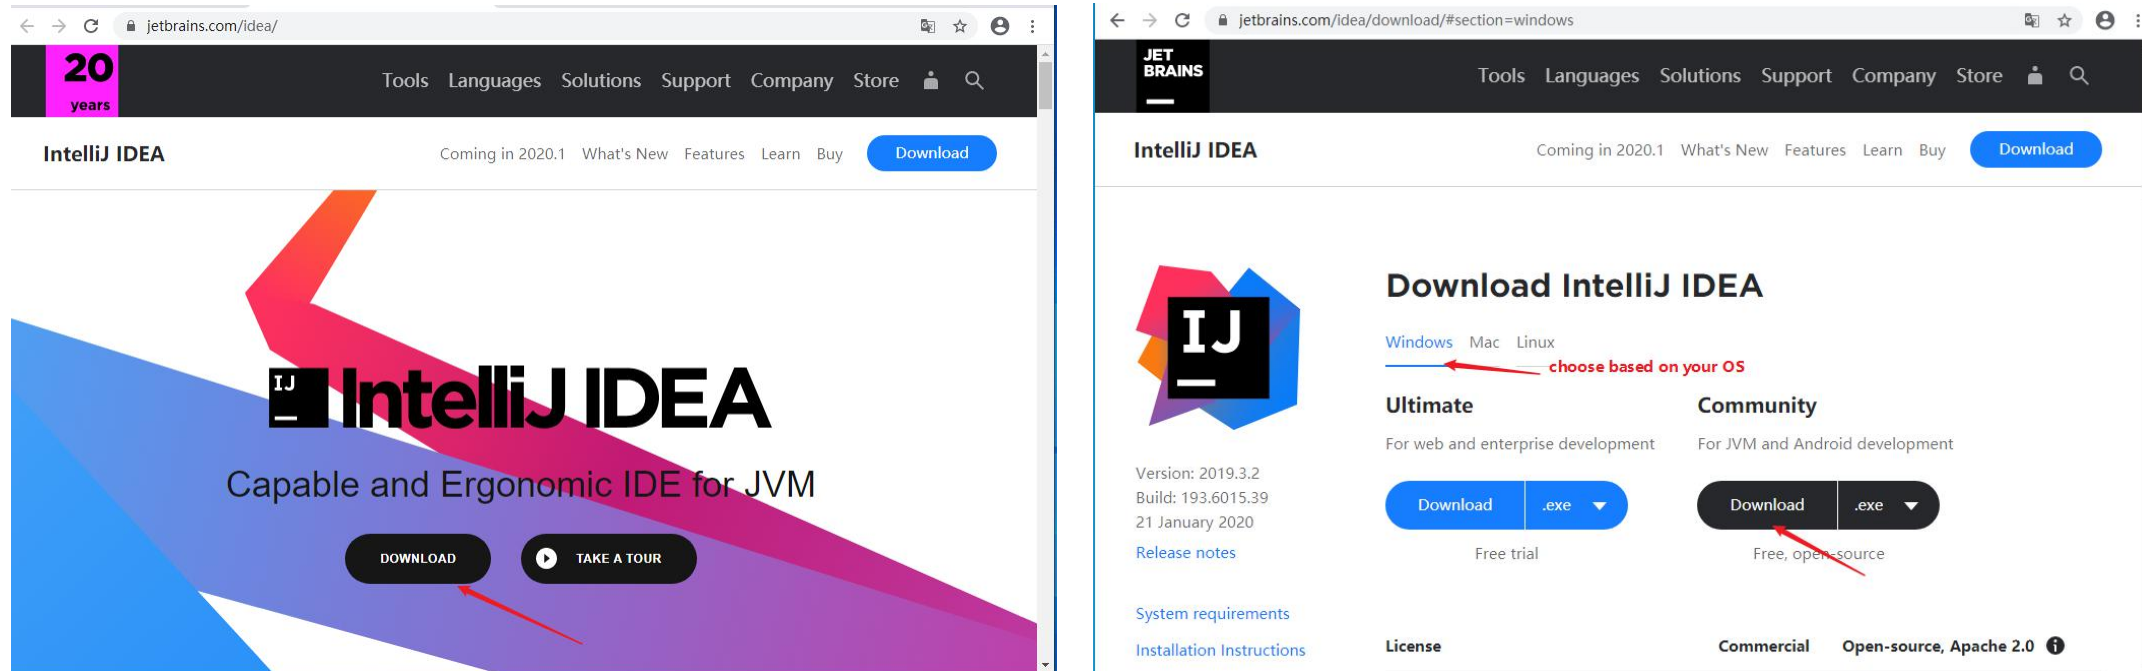 jetbrains.com/idea/
20
years
Tools Languages Solutions Support Company Store
IntelliJ IDEA
Coming in 2020.1 What's New Features Learn Buy Download
IJ
IntelliJ IDEA
Capable and Ergonomic IDE for JVM
DOWNLOAD
TAKE A TOUR
jetbrains.com/idea/download/#section=windows
JET
BRAINS
Tools Languages Solutions Support Company Store
IntelliJ IDEA
Coming in 2020.1 What's New Features Learn Buy Download
IJ
Version: 2019.3.2
Build: 193.6015.39
21 January 2020
Release notes
System requirements
Installation Instructions
Download IntelliJ IDEA
Windows Mac Linux
choose based on your OS
Ultimate
For web and enterprise development
Download .exe
Free trial
Community
For JVM and Android development
Download .exe
Free, open-source
License Commercial Open-source, Apache 2.0